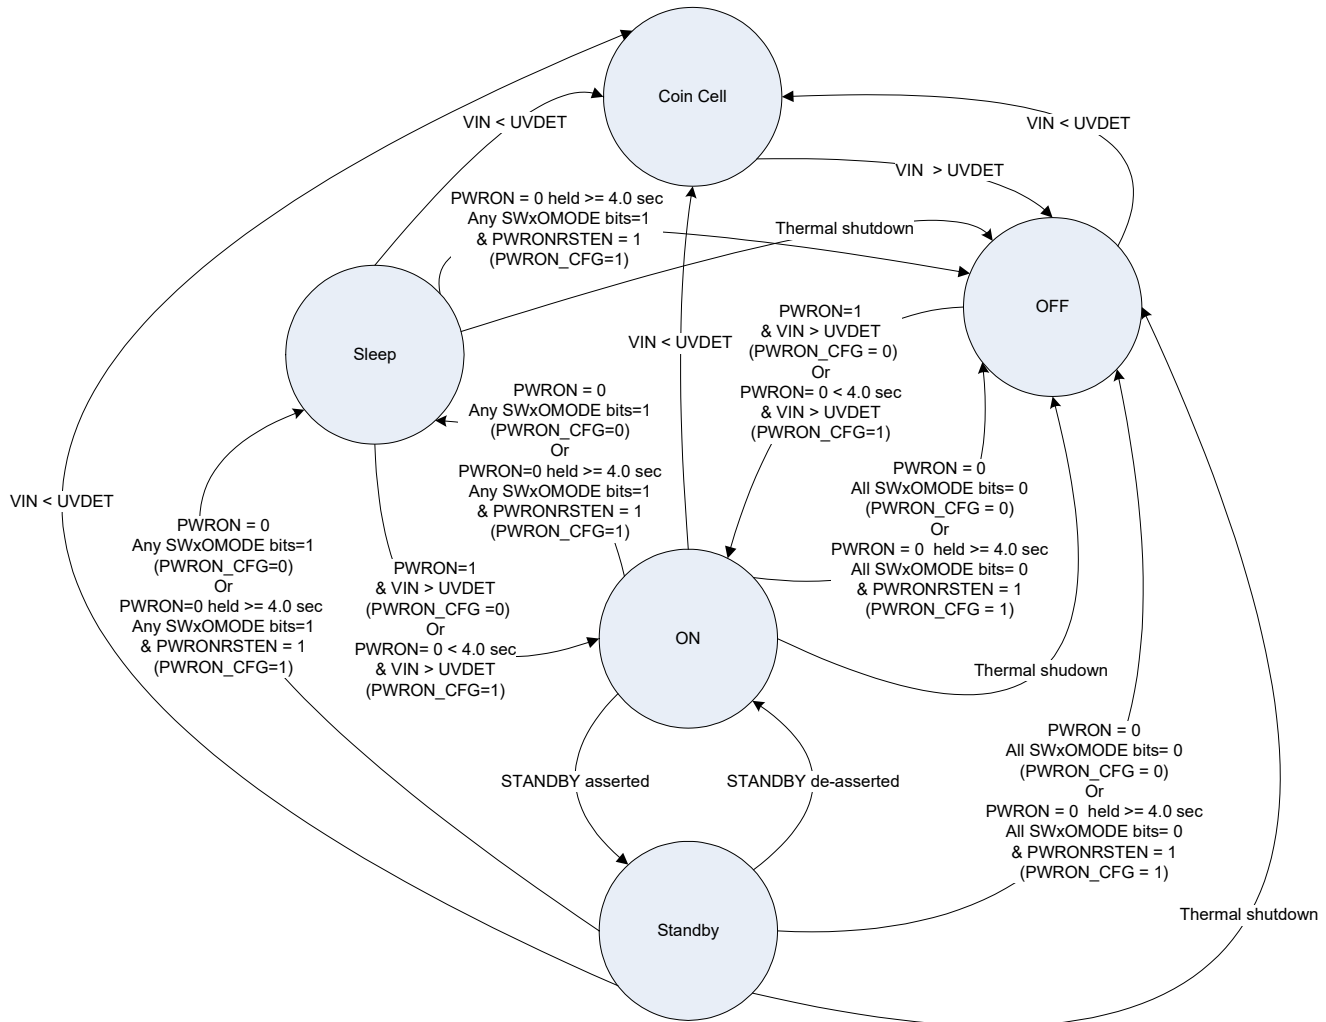 Coin Cell
VIN < UVDET
VIN < UVDET
VIN > UVDET
PWRON = 0 held >= 4.0 sec
Any SWxOMODE bits=1
& PWRONRSTEN = 1
(PWRON_CFG=1)
Thermal shutdown
OFF
Sleep
PWRON=1
& VIN > UVDET
(PWRON_CFG = 0)
Or
PWRON= 0 < 4.0 sec
& VIN > UVDET
(PWRON_CFG=1)
VIN < UVDET
PWRON = 0
Any SWxOMODE bits=1
(PWRON_CFG=0)
Or
PWRON=0 held >= 4.0 sec
Any SWxOMODE bits=1
& PWRONRSTEN = 1
(PWRON_CFG=1)
PWRON = 0
All SWxOMODE bits= 0
(PWRON_CFG = 0)
Or
PWRON = 0 held >= 4.0 sec
All SWxOMODE bits= 0
& PWRONRSTEN = 1
(PWRON_CFG = 1)
VIN < UVDET
PWRON = 0
Any SWxOMODE bits=1
(PWRON_CFG=0)
Or
PWRON=0 held >= 4.0 sec
Any SWxOMODE bits=1
& PWRONRSTEN = 1
(PWRON_CFG=1)
PWRON=1
& VIN > UVDET
(PWRON_CFG =0)
Or
PWRON= 0 < 4.0 sec
& VIN > UVDET
(PWRON_CFG=1)
ON
Thermal shudown
STANDBY asserted
STANDBY de-asserted
PWRON = 0
All SWxOMODE bits= 0
(PWRON_CFG = 0)
Or
PWRON = 0 held >= 4.0 sec
All SWxOMODE bits= 0
& PWRONRSTEN = 1
(PWRON_CFG = 1)
Thermal shutdown
Standby